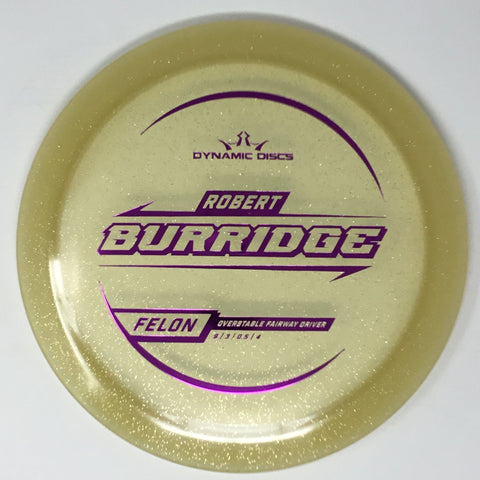 DYNAMIC DISCS
ROBERT
BURRIDGE
FELON
OVERSTABLE FAIRWAY DRIVER
9 / 3 / 0.5 / 4